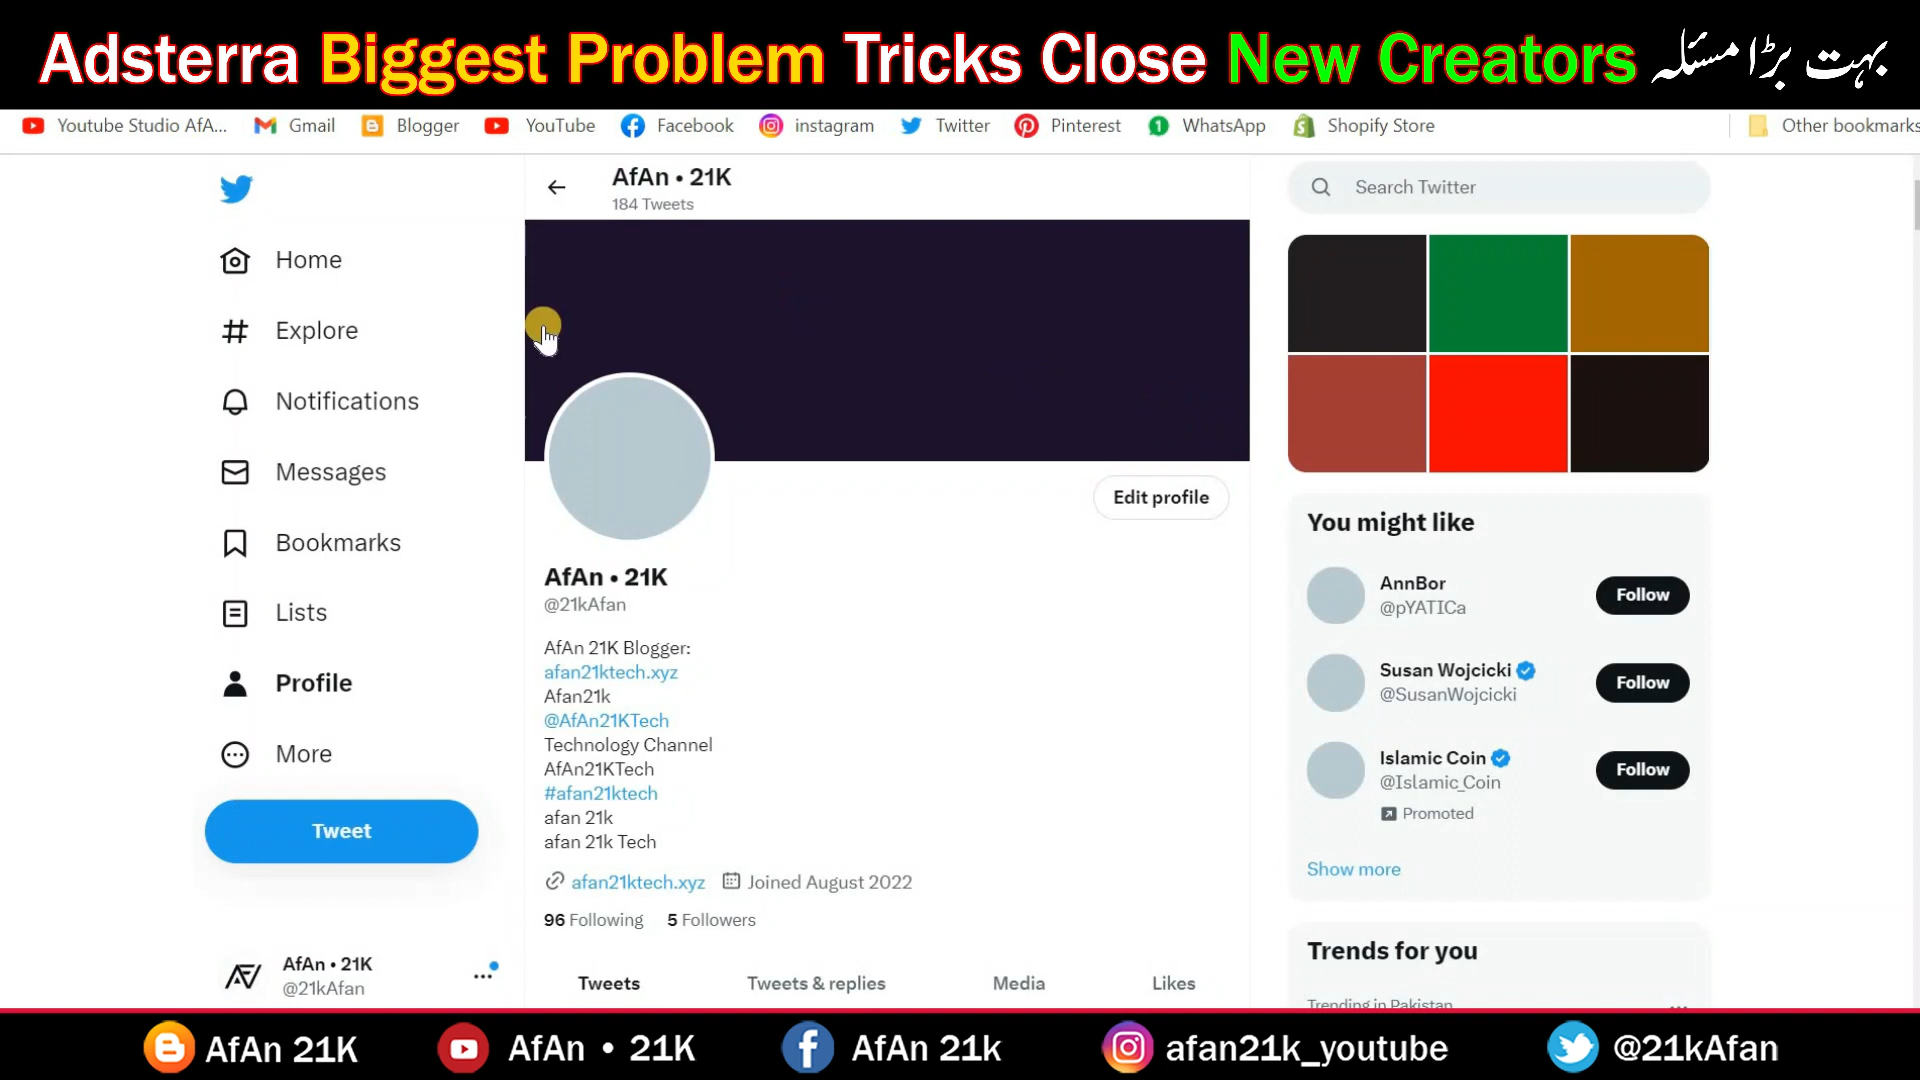 Adsterra Biggest Problem Tricks Close New Creators بہت بڑا مسئلہ
Youtube Studio AfA... Gmail Blogger YouTube Facebook instagram Twitter Pinterest WhatsApp Shopify Store Other bookmarks
AfAn • 21K
184 Tweets
Search Twitter
Home
Explore
Notifications
Messages
Bookmarks
Lists
Profile
More
Tweet
AfAn • 21K
@21kAfan
Edit profile
AfAn • 21K
@21kAfan
AfAn 21K Blogger:
afan21ktech.xyz
Afan21k
@AfAn21KTech
Technology Channel
AfAn21KTech
#afan21ktech
afan 21k
afan 21k Tech
afan21ktech.xyz Joined August 2022
96 Following 5 Followers
Tweets Tweets & replies Media Likes
You might like
AnnBor
@pYATICa
Follow
Susan Wojcicki
@SusanWojcicki
Follow
Islamic Coin
@Islamic_Coin
Promoted
Follow
Show more
Trends for you
Trending in Pakistan
AfAn 21K AfAn • 21K AfAn 21k afan21k_youtube @21kAfan